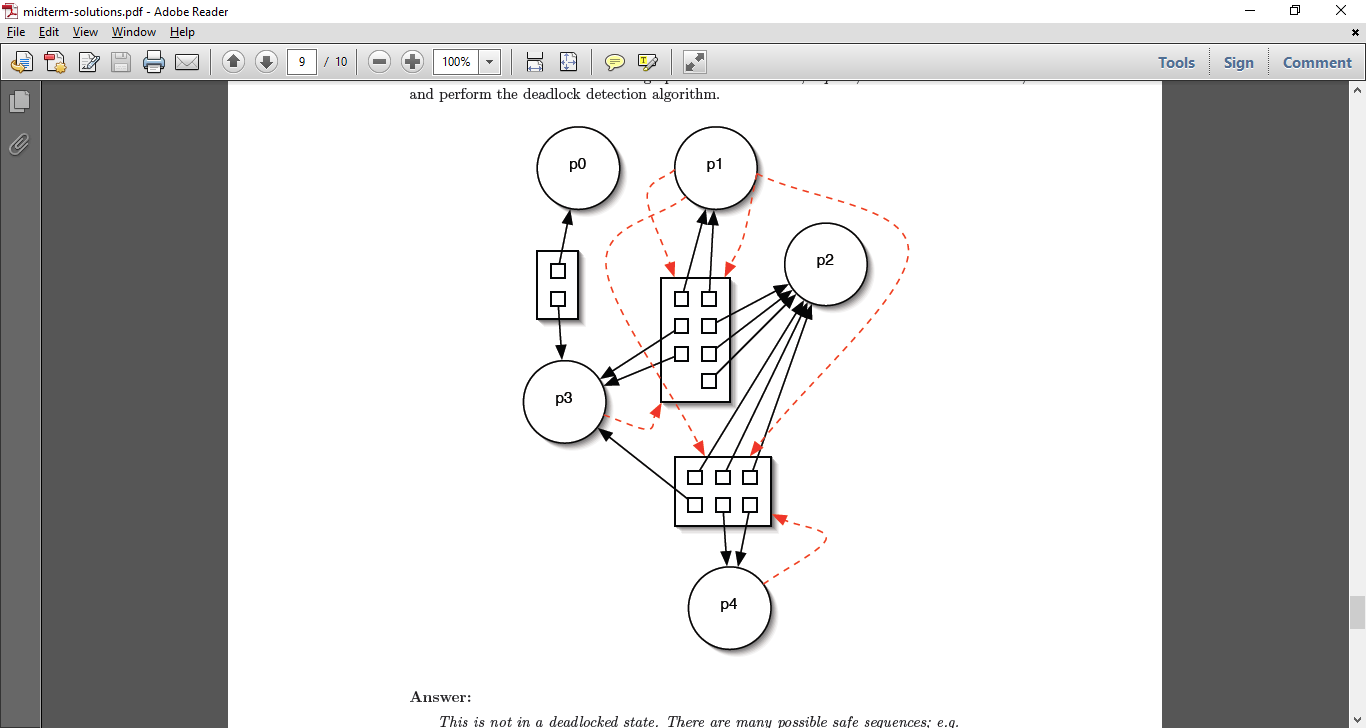 midterm-solutions.pdf - Adobe Reader
File Edit View Window Help
9 / 10 100% Tools Sign Comment
and perform the deadlock detection algorithm.
p0
p1
p2
p3
p4
Answer:
This is not in a deadlocked state. There are many possible safe sequences; e.g.